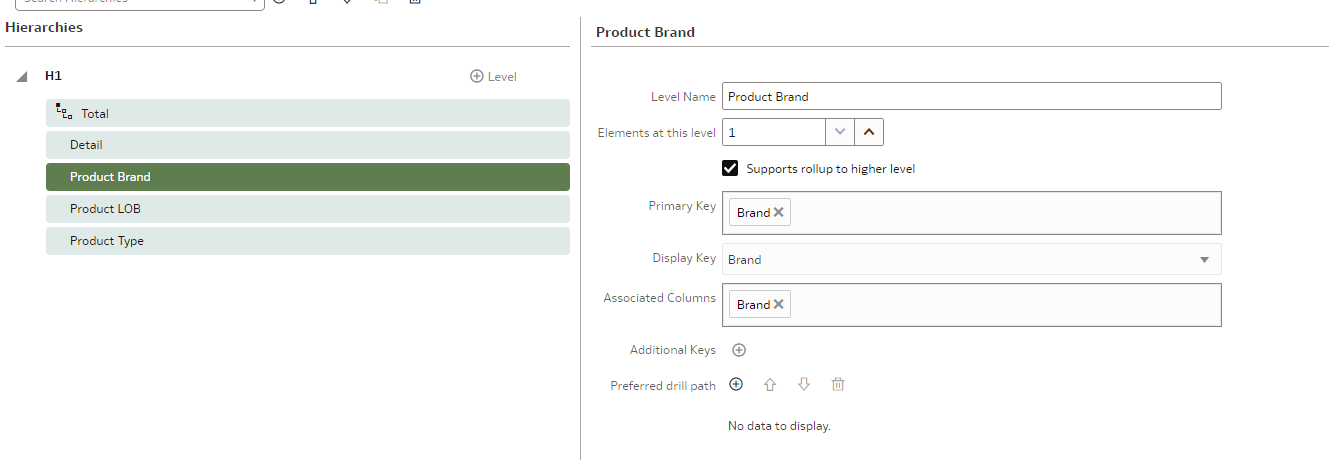 Search Hierarchies
Hierarchies
H1
Level
Total
Detail
Product Brand
Product LOB
Product Type
Product Brand
Level Name Product Brand
Elements at this level 1
Supports rollup to higher level
Primary Key Brand
Display Key Brand
Associated Columns Brand
Additional Keys
Preferred drill path
No data to display.